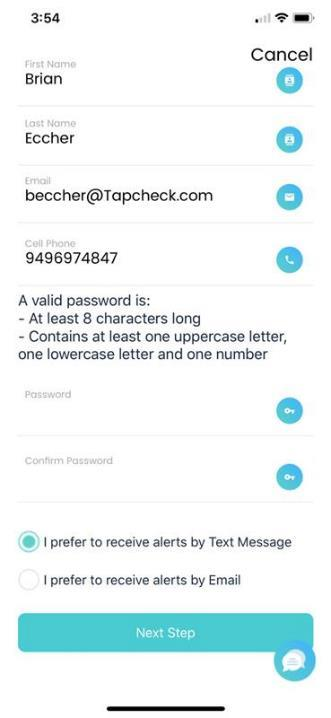 3:54
Cancel
First Name
Brian
Last Name
Eccher
Email
beccher@Tapcheck.com
Cell Phone
9496974847
A valid password is:
- At least 8 characters long
- Contains at least one uppercase letter,
one lowercase letter and one number
Password
Confirm Password
I prefer to receive alerts by Text Message
I prefer to receive alerts by Email
Next Step